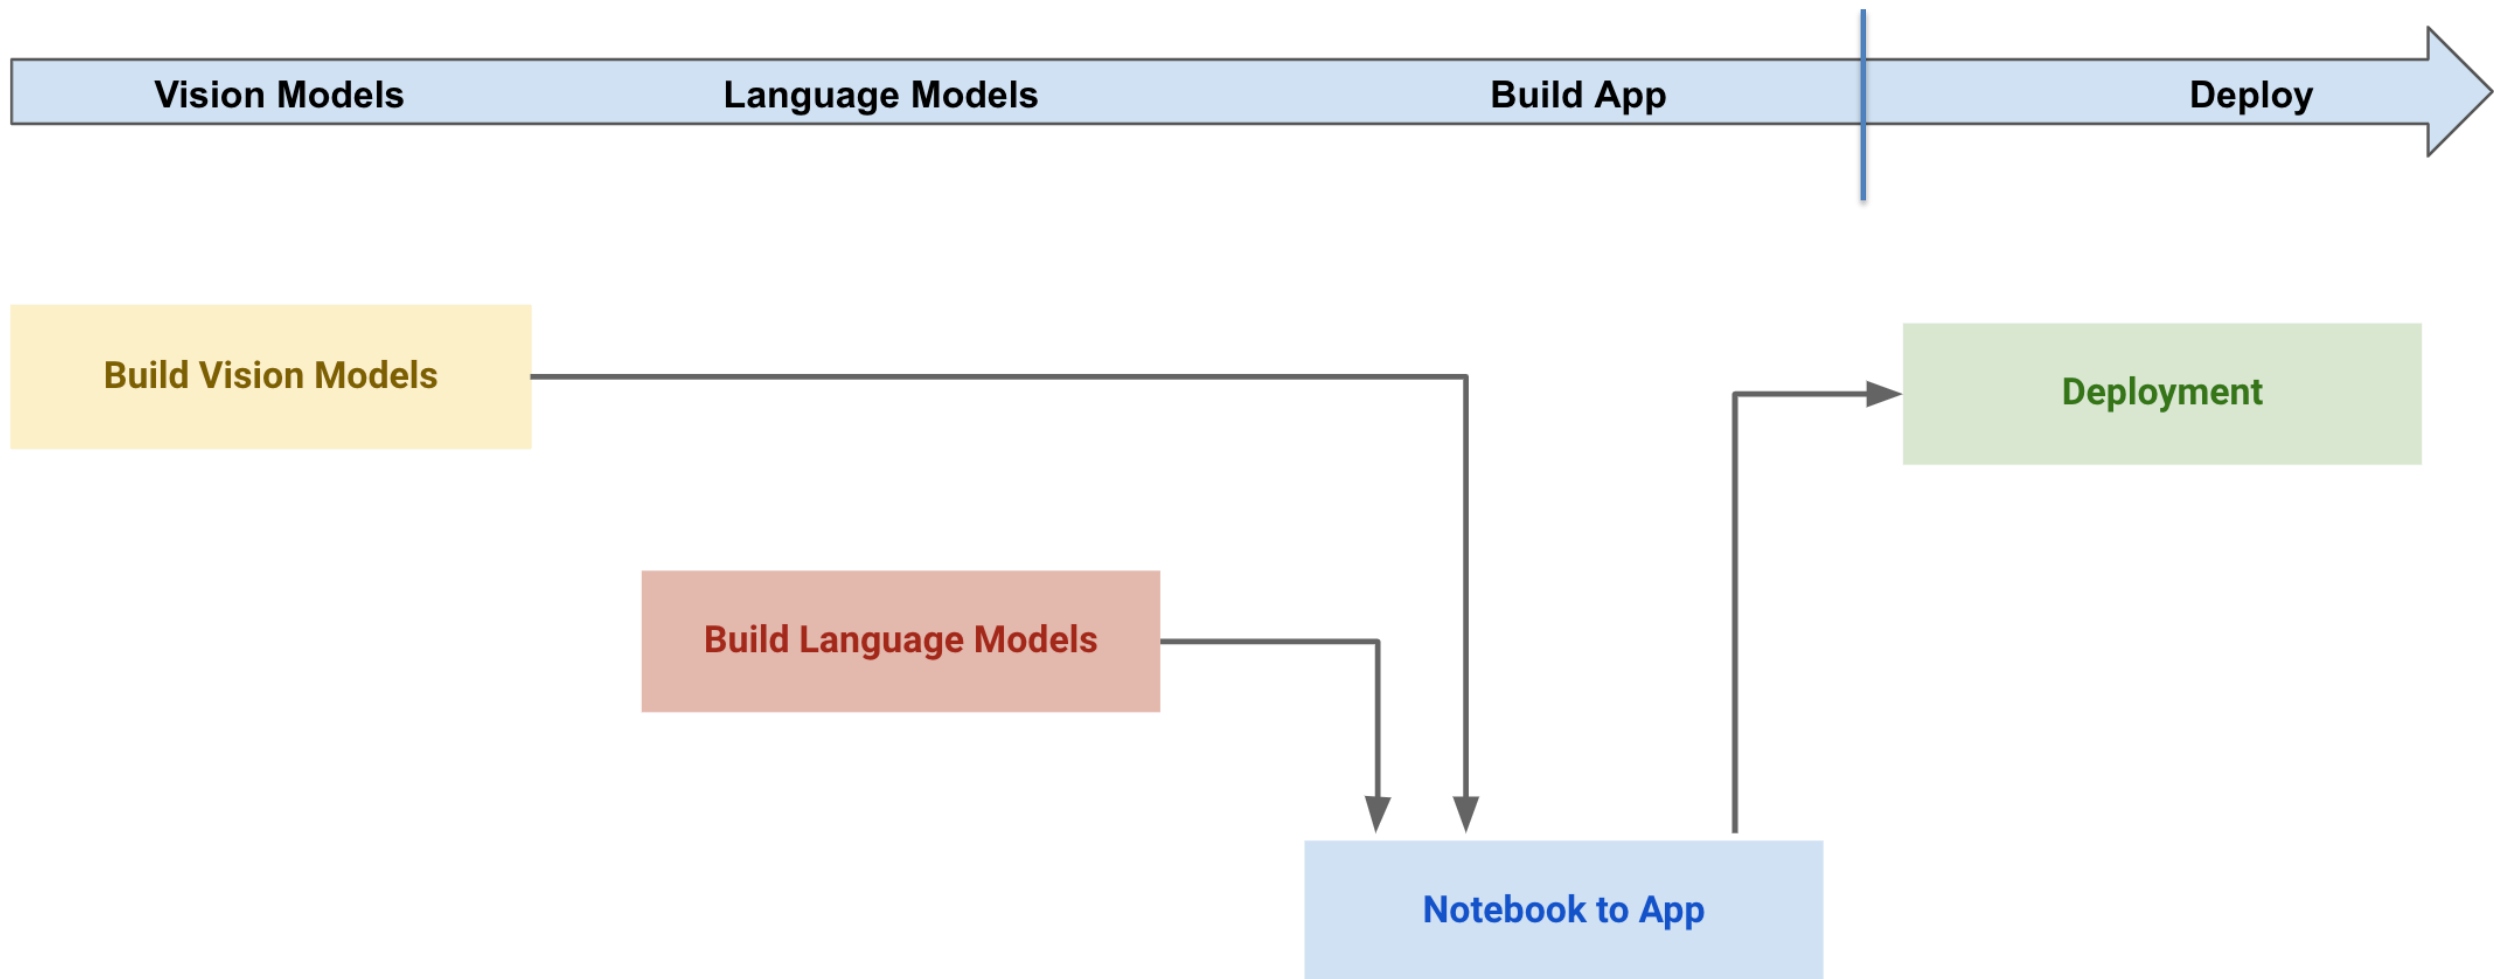 Vision Models
Language Models
Build App
Deploy
Build Vision Models
Deployment
Build Language Models
Notebook to App